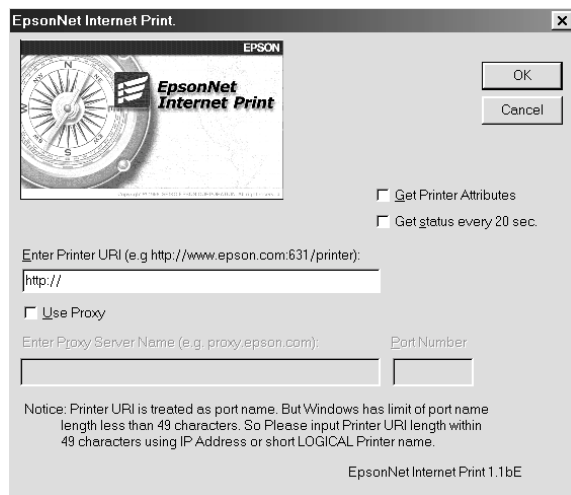 EpsonNet Internet Print.
EPSON
N
EpsonNet
Internet Print
OK
Cancel
Get Printer Attributes
Get status every 20 sec.
Enter Printer URI (e.g http://www.epson.com:631/printer):
http://
Use Proxy
Enter Proxy Server Name (e.g. proxy.epson.com):
Port Number
Notice: Printer URI is treated as port name. But Windows has limit of port name
length less than 49 characters. So Please input Printer URI length within
49 characters using IP Address or short LOGICAL Printer name.
EpsonNet Internet Print 1.1bE